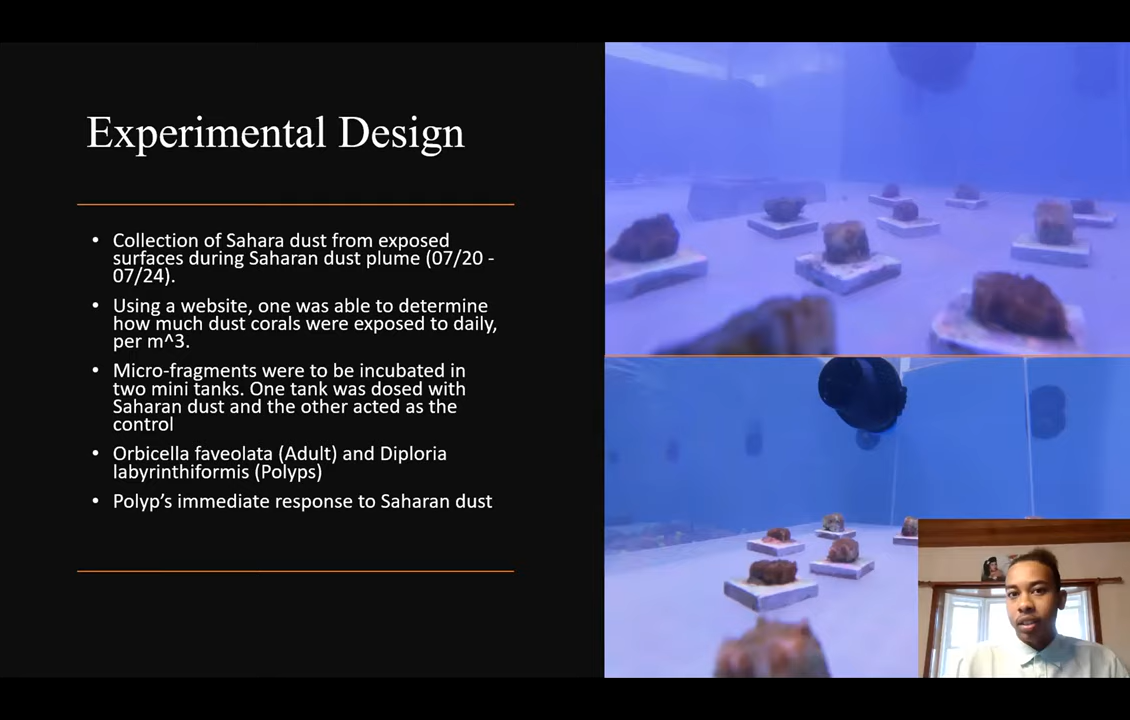 Experimental Design
• Collection of Sahara dust from exposed
surfaces during Saharan dust plume (07/20 -
07/24).
• Using a website, one was able to determine
how much dust corals were exposed to daily,
per m^3.
• Micro-fragments were to be incubated in
two mini tanks. One tank was dosed with
Saharan dust and the other acted as the
control
• Orbicella faveolata (Adult) and Diploria
labyrinthiformis (Polyps)
• Polyp’s immediate response to Saharan dust